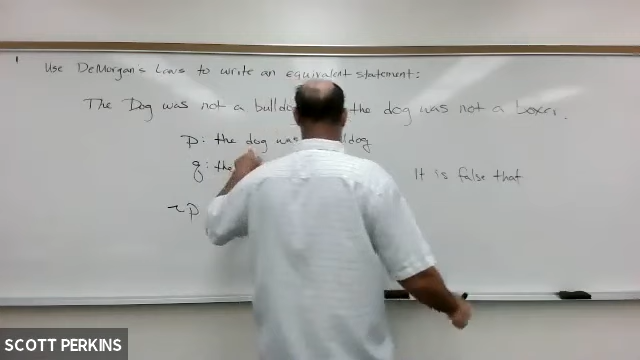 Use DeMorgan's Laws to write an equivalent statement:
The Dog was not a bulldo the dog was not a boxer.
p: the dog was lldog
q: the
It is false that
~p
SCOTT PERKINS